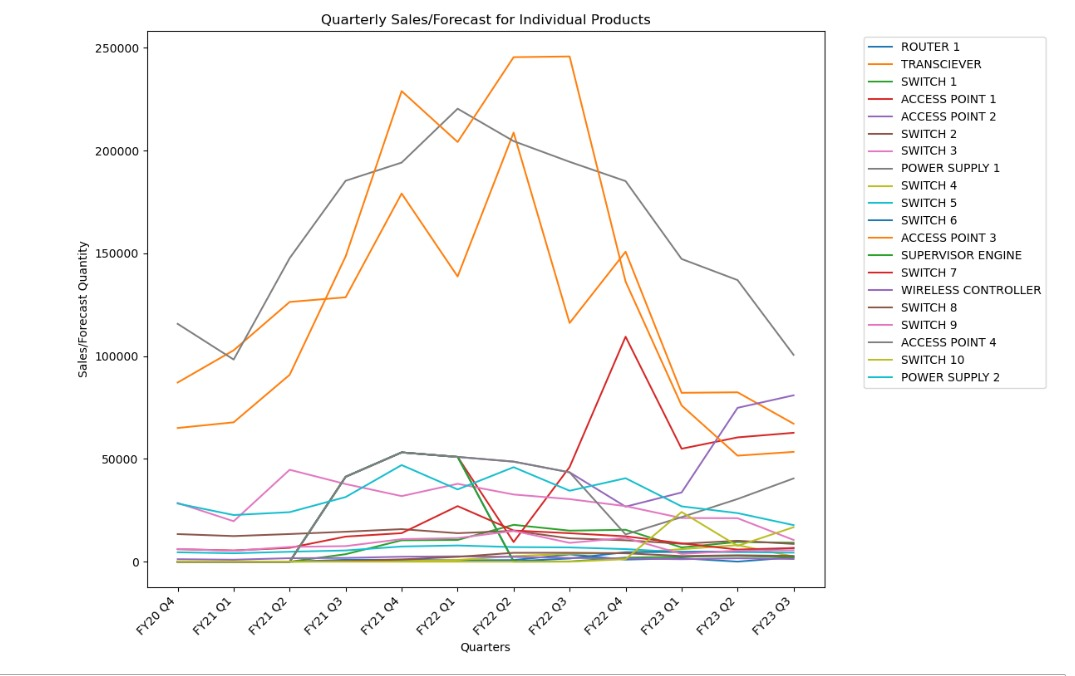 Quarterly Sales/Forecast for Individual Products
250000
200000
150000
100000
50000
0
Sales/Forecast Quantity
FY20 Q4
FY21 Q1
FY21 Q2
FY21 Q3
FY21 Q4
FY22 Q1
FY22 Q2
FY22 Q3
FY22 Q4
FY23 Q1
FY23 Q2
FY23 Q3
Quarters
ROUTER 1
TRANSCIEVER
SWITCH 1
ACCESS POINT 1
ACCESS POINT 2
SWITCH 2
SWITCH 3
POWER SUPPLY 1
SWITCH 4
SWITCH 5
SWITCH 6
ACCESS POINT 3
SUPERVISOR ENGINE
SWITCH 7
WIRELESS CONTROLLER
SWITCH 8
SWITCH 9
ACCESS POINT 4
SWITCH 10
POWER SUPPLY 2